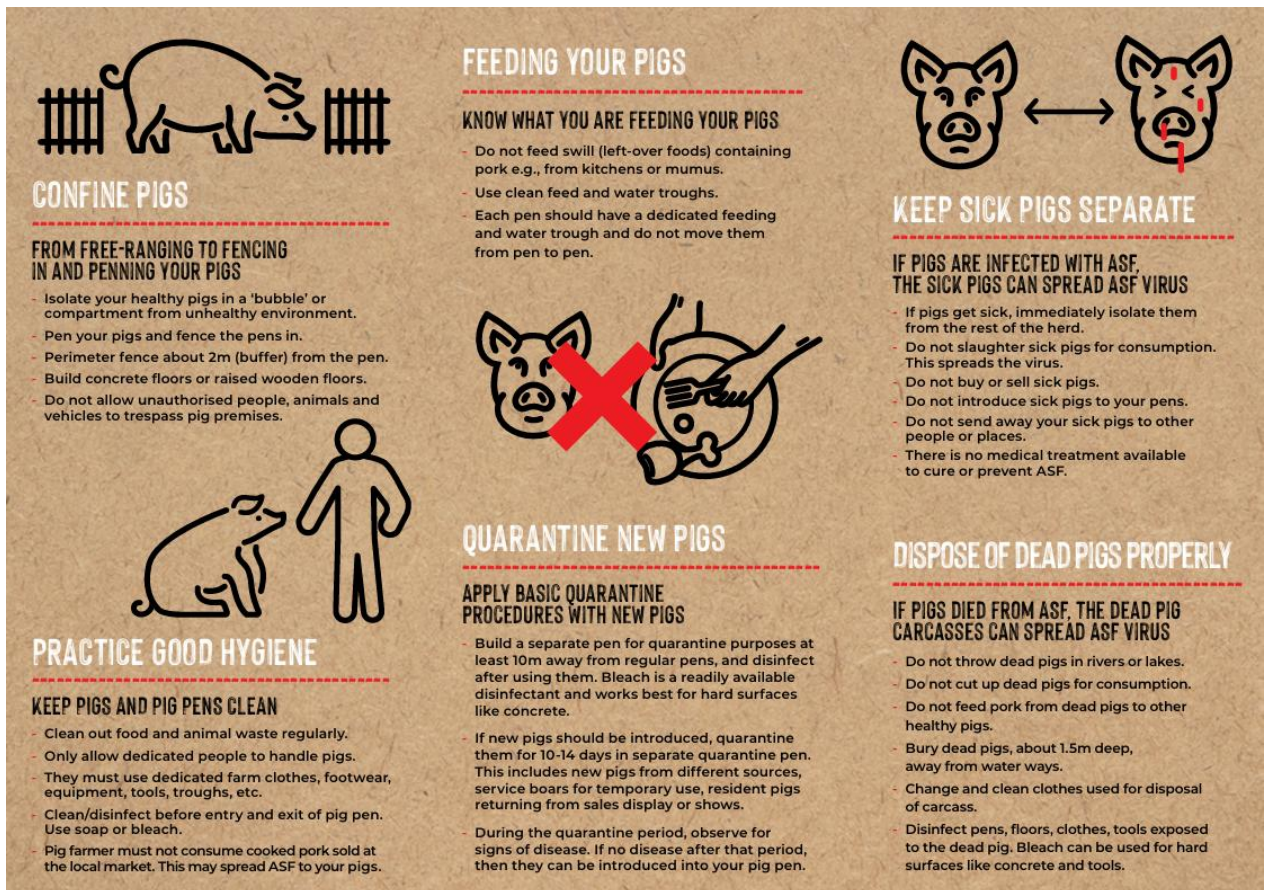 CONFINE PIGS
FROM FREE-RANGING TO FENCING
IN AND PENNING YOUR PIGS
- Isolate your healthy pigs in a 'bubble' or
compartment from unhealthy environment.
- Pen your pigs and fence the pens in.
- Perimeter fence about 2m (buffer) from the pen.
- Build concrete floors or raised wooden floors.
- Do not allow unauthorised people, animals and
vehicles to trespass pig premises.
PRACTICE GOOD HYGIENE
KEEP PIGS AND PIG PENS CLEAN
- Clean out food and animal waste regularly.
- Only allow dedicated people to handle pigs.
- They must use dedicated farm clothes, footwear,
equipment, tools, troughs, etc.
- Clean/disinfect before entry and exit of pig pen.
Use soap or bleach.
- Pig farmer must not consume cooked pork sold at
the local market. This may spread ASF to your pigs.
FEEDING YOUR PIGS
KNOW WHAT YOU ARE FEEDING YOUR PIGS
- Do not feed swill (left-over foods) containing
pork e.g., from kitchens or mumus.
- Use clean feed and water troughs.
- Each pen should have a dedicated feeding
and water trough and do not move them
from pen to pen.
QUARANTINE NEW PIGS
APPLY BASIC QUARANTINE
PROCEDURES WITH NEW PIGS
- Build a separate pen for quarantine purposes at
least 10m away from regular pens, and disinfect
after using them. Bleach is a readily available
disinfectant and works best for hard surfaces
like concrete.
- If new pigs should be introduced, quarantine
them for 10-14 days in separate quarantine pen.
This includes new pigs from different sources,
service boars for temporary use, resident pigs
returning from sales display or shows.
- During the quarantine period, observe for
signs of disease. If no disease after that period,
then they can be introduced into your pig pen.
KEEP SICK PIGS SEPARATE
IF PIGS ARE INFECTED WITH ASF,
THE SICK PIGS CAN SPREAD ASF VIRUS
- If pigs get sick, immediately isolate them
from the rest of the herd.
- Do not slaughter sick pigs for consumption.
This spreads the virus.
- Do not buy or sell sick pigs.
- Do not introduce sick pigs to your pens.
- Do not send away your sick pigs to other
people or places.
- There is no medical treatment available
to cure or prevent ASF.
DISPOSE OF DEAD PIGS PROPERLY
IF PIGS DIED FROM ASF, THE DEAD PIG
CARCASSES CAN SPREAD ASF VIRUS
- Do not throw dead pigs in rivers or lakes.
- Do not cut up dead pigs for consumption.
- Do not feed pork from dead pigs to other
healthy pigs.
- Bury dead pigs, about 1.5m deep,
away from water ways.
- Change and clean clothes used for disposal
of carcass.
- Disinfect pens, floors, clothes, tools exposed
to the dead pig. Bleach can be used for hard
surfaces like concrete and tools.